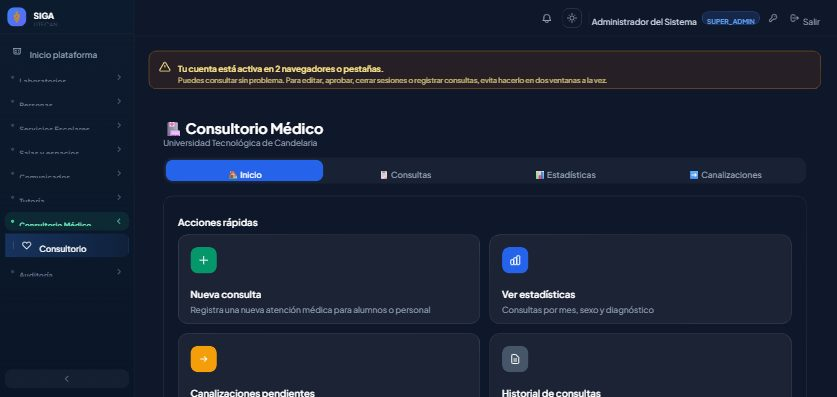 SIGA
UTECAN
Inicio plataforma
Laboratorios
Personas
Servicios Escolares
Salas y espacios
Comunicados
Tutoría
Consultorio Médico
Consultorio
Auditoría
Administrador del Sistema
SUPER_ADMIN
Salir
Tu cuenta está activa en 2 navegadores o pestañas.
Puedes consultar sin problema. Para editar, aprobar, cerrar sesiones o registrar consultas, evita hacerlo en dos ventanas a la vez.
Consultorio Médico
Universidad Tecnológica de Candelaria
Inicio
Consultas
Estadísticas
Canalizaciones
Acciones rápidas
Nueva consulta
Registra una nueva atención médica para alumnos o personal
Ver estadísticas
Consultas por mes, sexo y diagnóstico
Canalizaciones pendientes
Historial de consultas